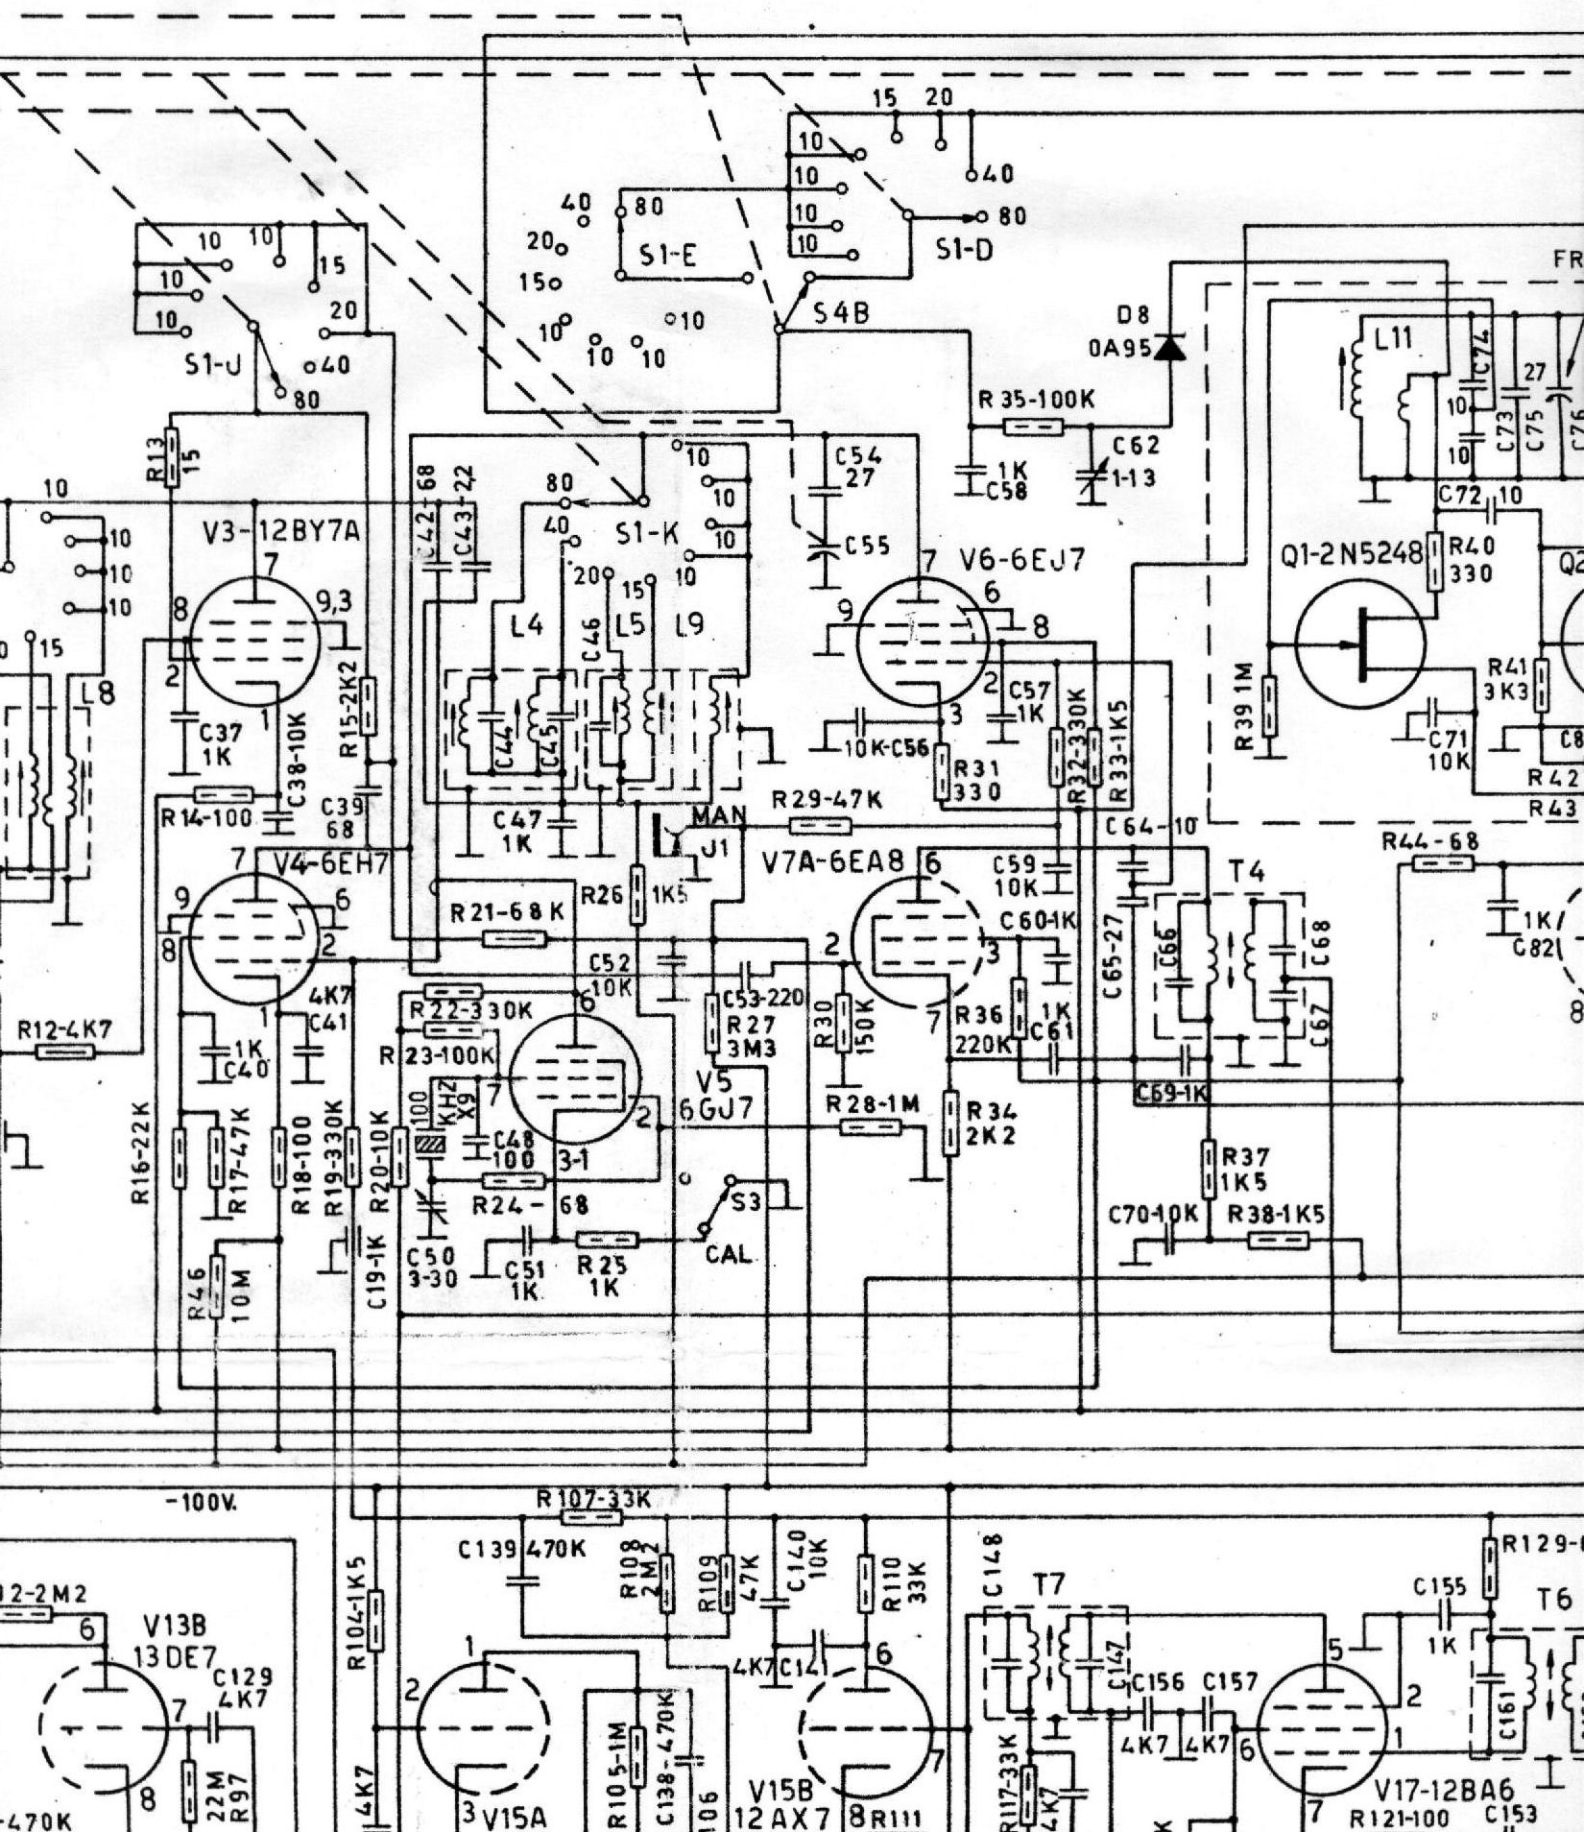 15 20
10
10
10
10
40
80
S1-D
40
80
20
S1-E
15
10
10
10
10
S4B
10
10
15
10
10
20
S1-J
40
80
D8
0A95
FR
L11
C74
10
10
27
C73
C75
C76
R35-100K
1K
C58
C62
1-13
R13
15
10
10
10
10
15
L8
V3-12BY7A
7
8
9,3
2
1
C37
1K
C38-10K
R14-100
R15-2K2
C39
68
C42-68
C43-22
80
40
S1-K
10
10
10
10
20
15
L4
C46
L5
L9
C44
C45
C47
1K
C54
27
C55
V6-6EJ7
7
9
6
8
2
3
10K-C56
C57
1K
R31
330
R32-330K
R33-1K5
Q1-2N5248
C72 10
R40
330
Q2
R39 1M
R41
3K3
C71
10K
C8
R42
R43
MAN
J1
R29-47K
C64-10
R44-68
V4-6EH7
7
9
6
8
2
1
4K7
C41
1K
C40
R12-4K7
R21-68K
R26
1K5
V7A-6EA8
6
2
3
7
C59
10K
C60-1K
C65-27
T4
C66
C68
C67
1K
C82
8
C52
10K
C53-220
R22-330K
R23-100K
6
R27
3M3
R30
150K
R36
220K
1K
C61
C69-1K
100
KHZ
X9
7
V5
6GJ7
2
3-1
C48
100
R28-1M
R34
2K2
R16-22K
R17-47K
R18-100
R19-330K
R20-10K
R24-68
S3
CAL
R37
1K5
C70-10K
R38-1K5
R46
10M
C19-1K
C50
3-30
C51
1K
R25
1K
-100V.
R107-33K
C139 470K
R108
2M2
R109
47K
C140
10K
R110
33K
C148
T7
R129-
C155
1K
T6
12-2M2
6
V13B
13DE7
C129
4K7
7
8
22M
R97
-470K
R104-1K5
4K7
1
2
3
V15A
R105-1M
C138-470K
106
4K7
C141
6
7
V15B
12AX7
8
R111
C147
C156
C157
4K7
4K7
R117-33K
4K7
5
2
6
1
7
V17-12BA6
R121-100
C153
C161
K